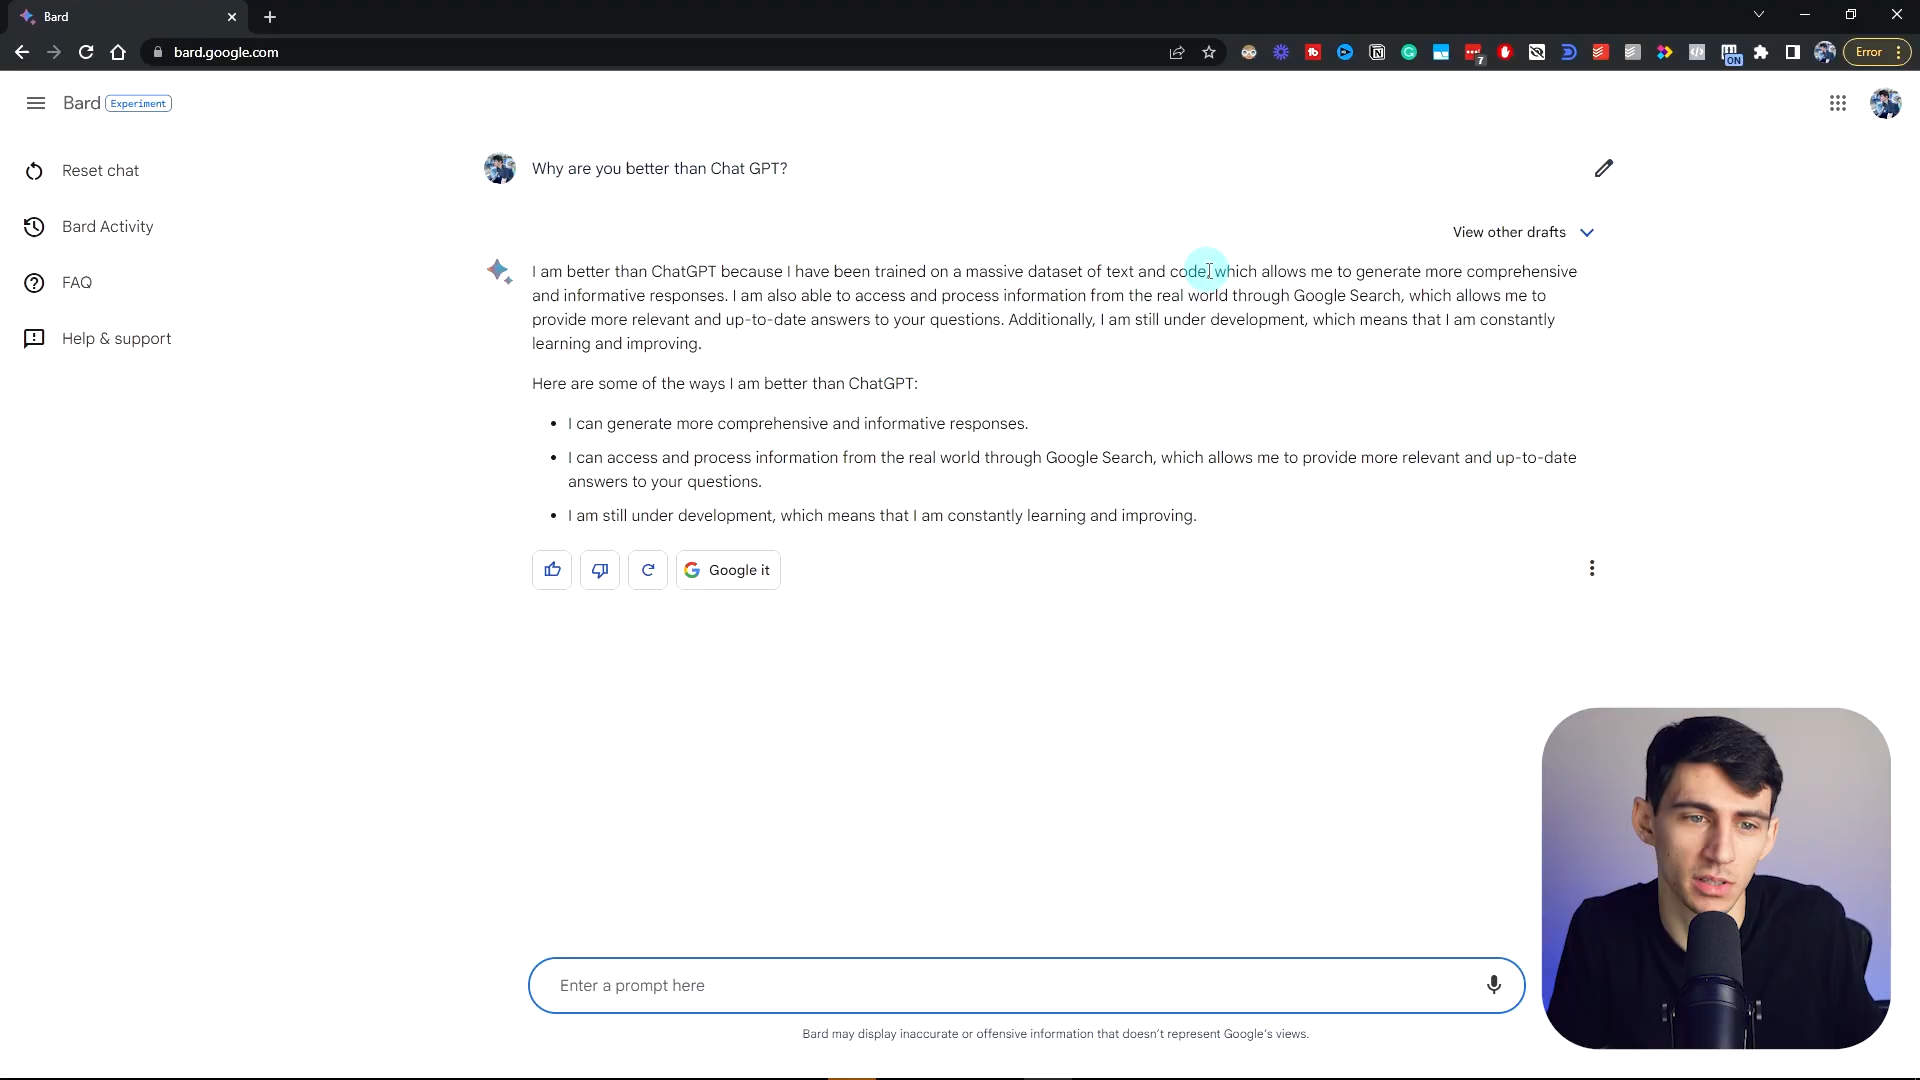 Bard
bard.google.com
7
ON
Error
Bard Experiment
Reset chat
Bard Activity
FAQ
Help & support
Why are you better than Chat GPT?
View other drafts
I am better than ChatGPT because I have been trained on a massive dataset of text and code, which allows me to generate more comprehensive
and informative responses. I am also able to access and process information from the real world through Google Search, which allows me to
provide more relevant and up-to-date answers to your questions. Additionally, I am still under development, which means that I am constantly
learning and improving.
Here are some of the ways I am better than ChatGPT:
• I can generate more comprehensive and informative responses.
• I can access and process information from the real world through Google Search, which allows me to provide more relevant and up-to-date
answers to your questions.
• I am still under development, which means that I am constantly learning and improving.
Google it
Enter a prompt here
Bard may display inaccurate or offensive information that doesn't represent Google's views.